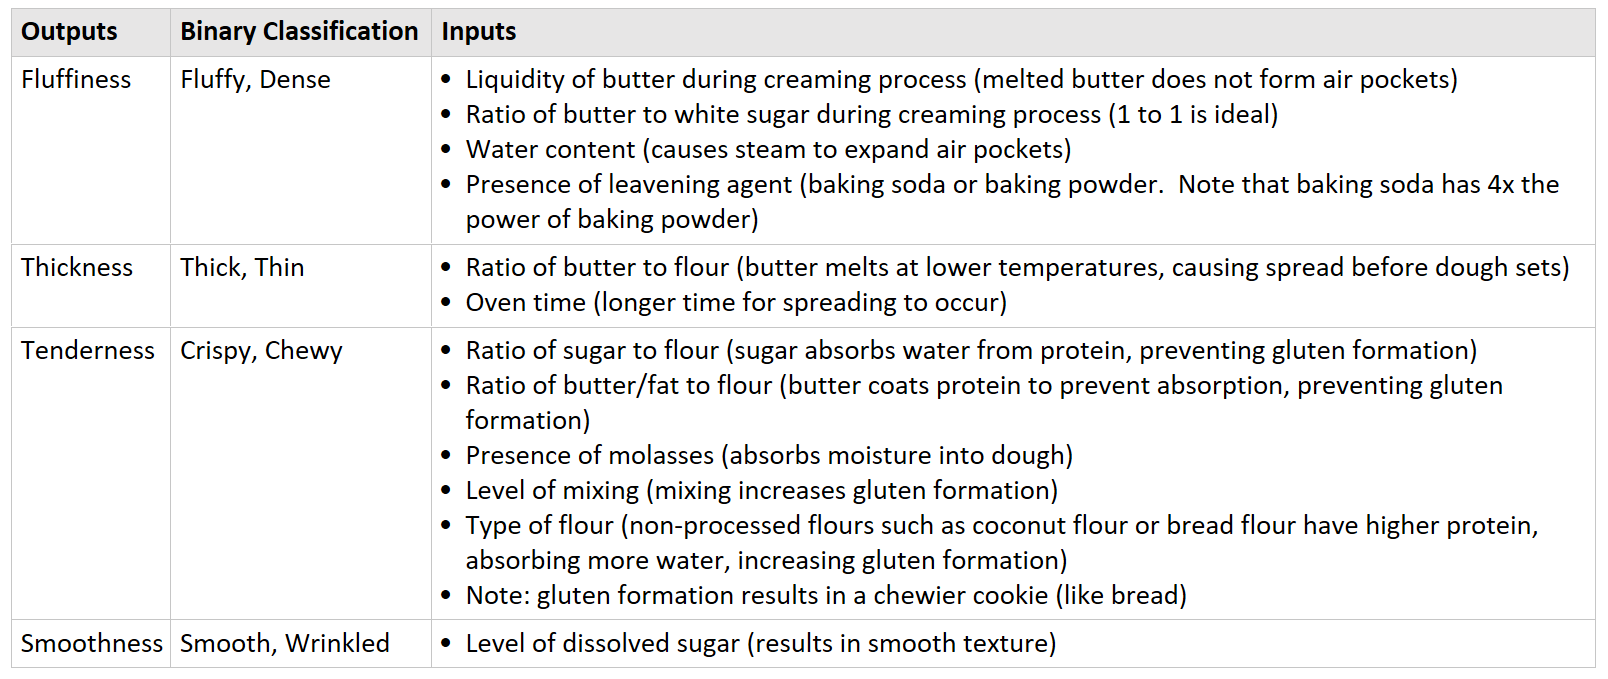 Outputs Binary Classification Inputs
Fluffiness Fluffy, Dense • Liquidity of butter during creaming process (melted butter does not form air pockets)
• Ratio of butter to white sugar during creaming process (1 to 1 is ideal)
• Water content (causes steam to expand air pockets)
• Presence of leavening agent (baking soda or baking powder.  Note that baking soda has 4x the
power of baking powder)
Thickness Thick, Thin • Ratio of butter to flour (butter melts at lower temperatures, causing spread before dough sets)
• Oven time (longer time for spreading to occur)
Tenderness Crispy, Chewy • Ratio of sugar to flour (sugar absorbs water from protein, preventing gluten formation)
• Ratio of butter/fat to flour (butter coats protein to prevent absorption, preventing gluten
formation)
• Presence of molasses (absorbs moisture into dough)
• Level of mixing (mixing increases gluten formation)
• Type of flour (non-processed flours such as coconut flour or bread flour have higher protein,
absorbing more water, increasing gluten formation)
• Note: gluten formation results in a chewier cookie (like bread)
Smoothness Smooth, Wrinkled • Level of dissolved sugar (results in smooth texture)